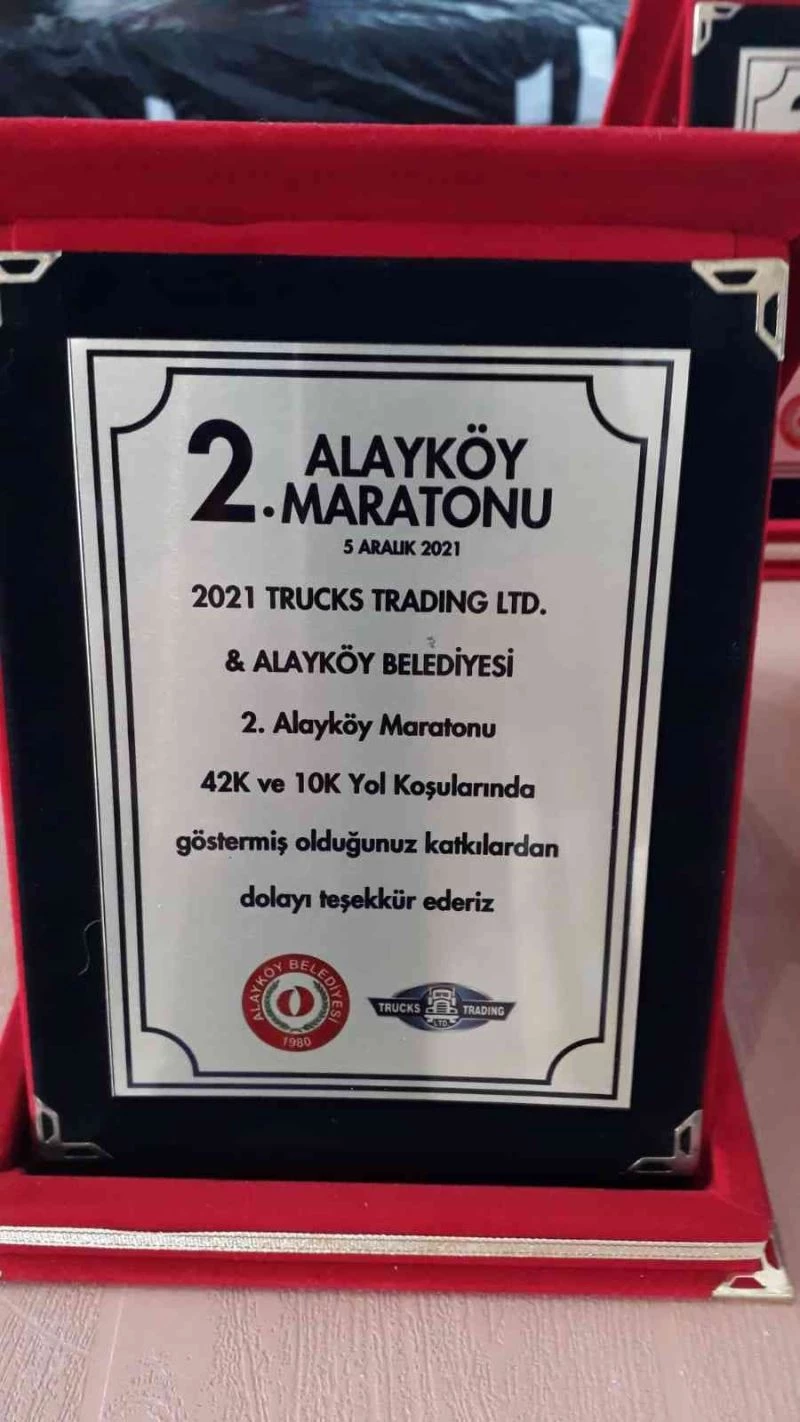 2. ALAYKÖY
MARATONU
5 ARALIK 2021
2021 TRUCKS TRADING LTD.
& ALAYKÖY BELEDİYESİ
2. Alayköy Maratonu
42K ve 10K Yol Koşularında
göstermiş olduğunuz katkılardan
dolayı teşekkür ederiz
ALAYKÖY BELEDİYESİ
1980
TRUCKS TRADING
LTD.